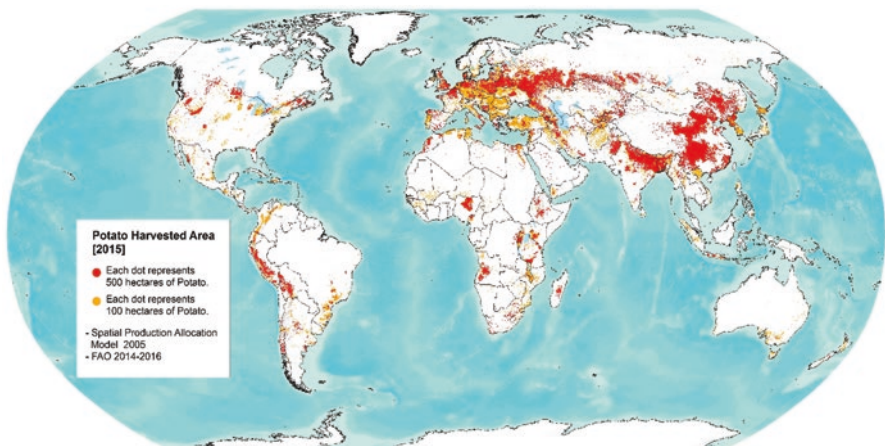 Potato Harvested Area
[2015]
Each dot represents
500 hectares of Potato.
Each dot represents
100 hectares of Potato.
- Spatial Production Allocation
Model 2005
- FAO 2014-2016